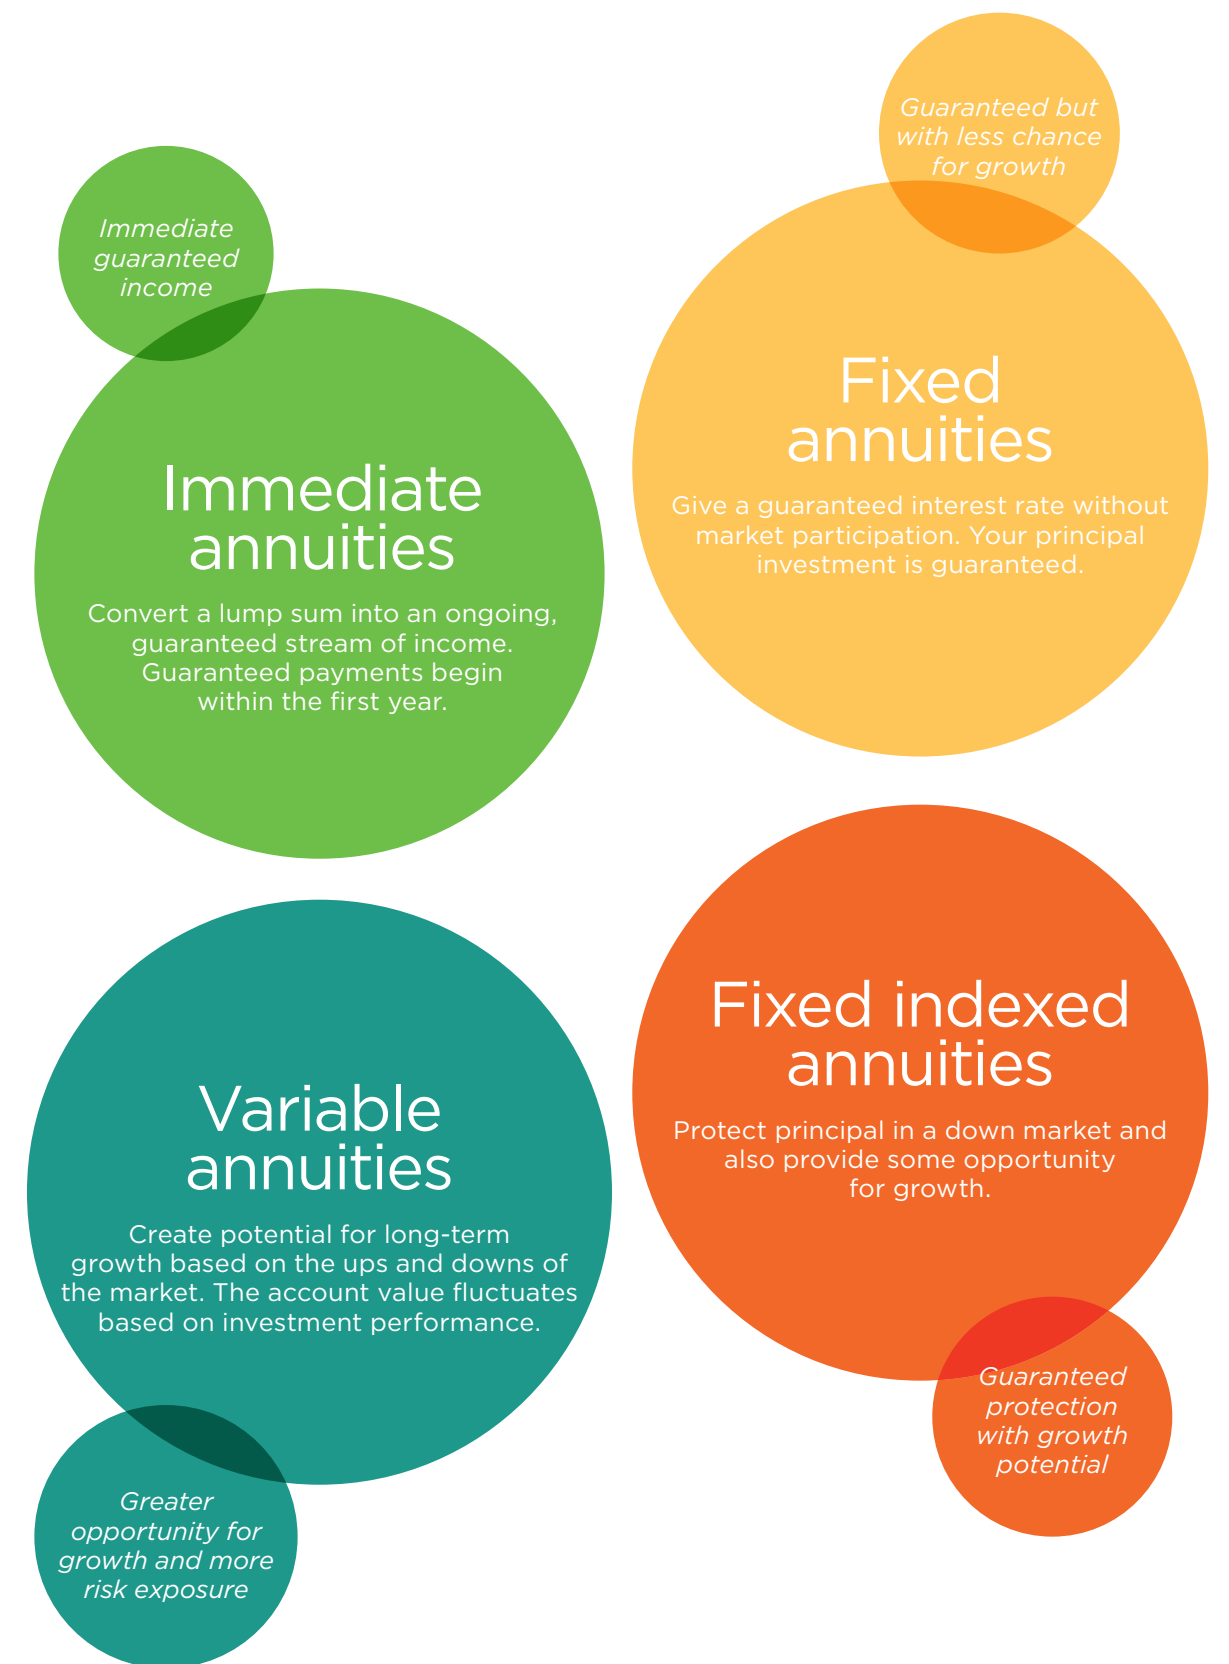 Immediate
guaranteed
income
Immediate
annuities
Convert a lump sum into an ongoing,
guaranteed stream of income.
Guaranteed payments begin
within the first year.
Guaranteed but
with less chance
for growth
Fixed
annuities
Give a guaranteed interest rate without
market participation. Your principal
investment is guaranteed.
Variable
annuities
Create potential for long-term
growth based on the ups and downs of
the market. The account value fluctuates
based on investment performance.
Greater
opportunity for
growth and more
risk exposure
Fixed indexed
annuities
Protect principal in a down market and
also provide some opportunity
for growth.
Guaranteed
protection
with growth
potential